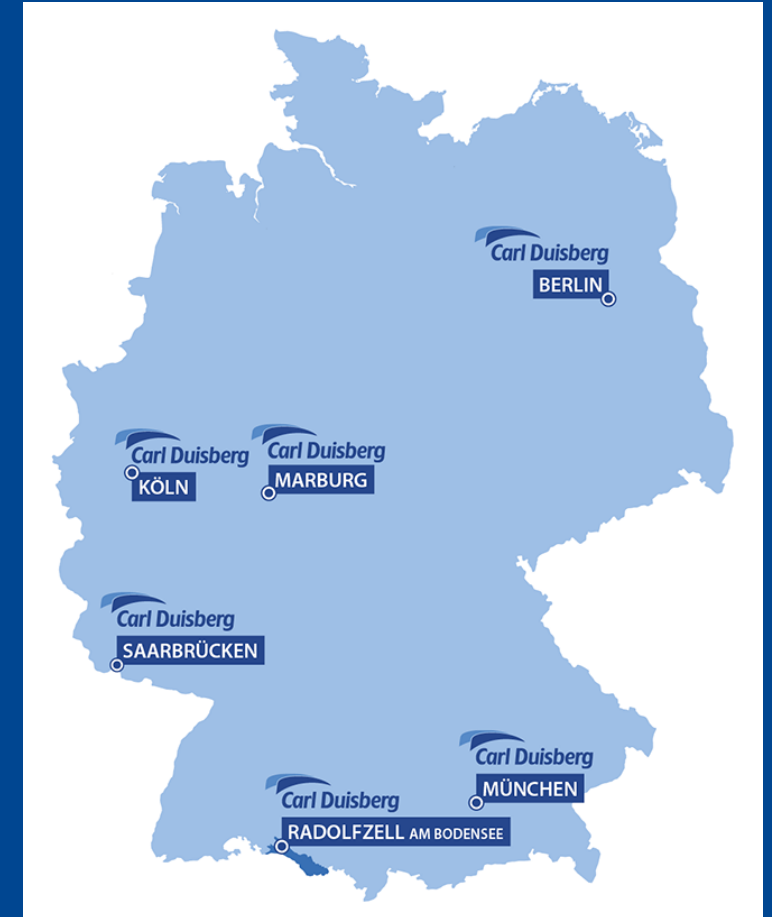 Carl Duisberg
BERLIN
Carl Duisberg
KÖLN
Carl Duisberg
MARBURG
Carl Duisberg
SAARBRÜCKEN
Carl Duisberg
MÜNCHEN
Carl Duisberg
RADOLFZELL AM BODENSEE